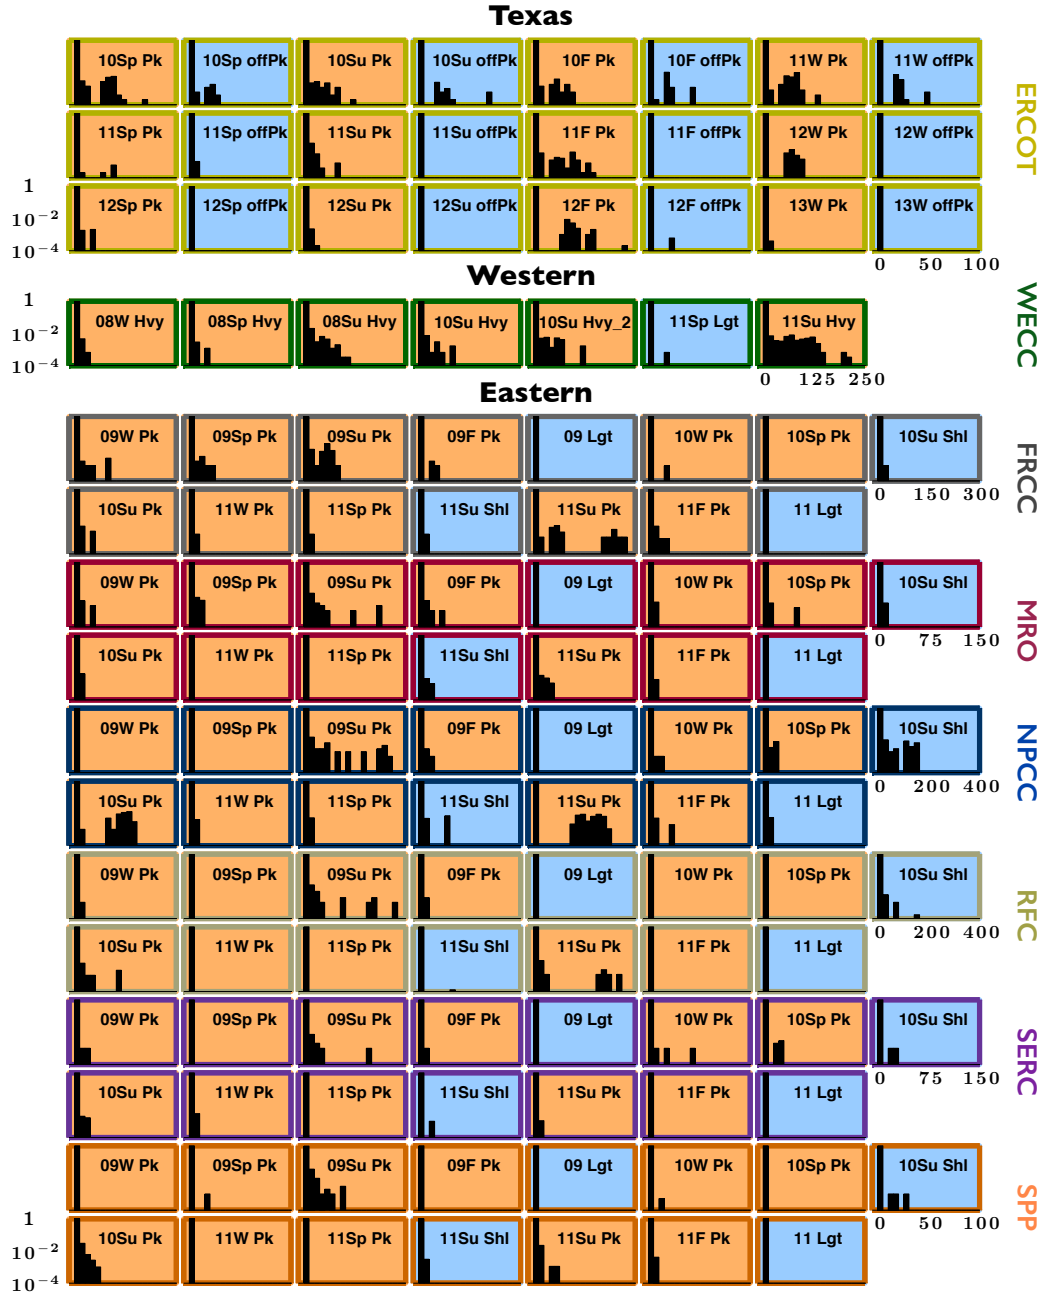 Texas
10Sp Pk 10Sp offPk 10Su Pk 10Su offPk 10F Pk 10F offPk 11W Pk 11W offPk
11Sp Pk 11Sp offPk 11Su Pk 11Su offPk 11F Pk 11F offPk 12W Pk 12W offPk
ERCOT
1
12Sp Pk 12Sp offPk 12Su Pk 12Su offPk 12F Pk 12F offPk 13W Pk 13W offPk
10⁻²
10⁻⁴
0 50 100
Western
1
08W Hvy 08Sp Hvy 08Su Hvy 10Su Hvy 10Su Hvy_2 11Sp Lgt 11Su Hvy
10⁻²
10⁻⁴
WECC
0 125 250
Eastern
09W Pk 09Sp Pk 09Su Pk 09F Pk 09 Lgt 10W Pk 10Sp Pk 10Su Shl
0 150 300
FRCC
10Su Pk 11W Pk 11Sp Pk 11Su Shl 11Su Pk 11F Pk 11 Lgt
09W Pk 09Sp Pk 09Su Pk 09F Pk 09 Lgt 10W Pk 10Sp Pk 10Su Shl
0 75 150
MRO
10Su Pk 11W Pk 11Sp Pk 11Su Shl 11Su Pk 11F Pk 11 Lgt
09W Pk 09Sp Pk 09Su Pk 09F Pk 09 Lgt 10W Pk 10Sp Pk 10Su Shl
0 200 400
NPCC
10Su Pk 11W Pk 11Sp Pk 11Su Shl 11Su Pk 11F Pk 11 Lgt
09W Pk 09Sp Pk 09Su Pk 09F Pk 09 Lgt 10W Pk 10Sp Pk 10Su Shl
0 200 400
RFC
10Su Pk 11W Pk 11Sp Pk 11Su Shl 11Su Pk 11F Pk 11 Lgt
09W Pk 09Sp Pk 09Su Pk 09F Pk 09 Lgt 10W Pk 10Sp Pk 10Su Shl
0 75 150
SERC
10Su Pk 11W Pk 11Sp Pk 11Su Shl 11Su Pk 11F Pk 11 Lgt
09W Pk 09Sp Pk 09Su Pk 09F Pk 09 Lgt 10W Pk 10Sp Pk 10Su Shl
0 50 100
SPP
1
10Su Pk 11W Pk 11Sp Pk 11Su Shl 11Su Pk 11F Pk 11 Lgt
10⁻²
10⁻⁴